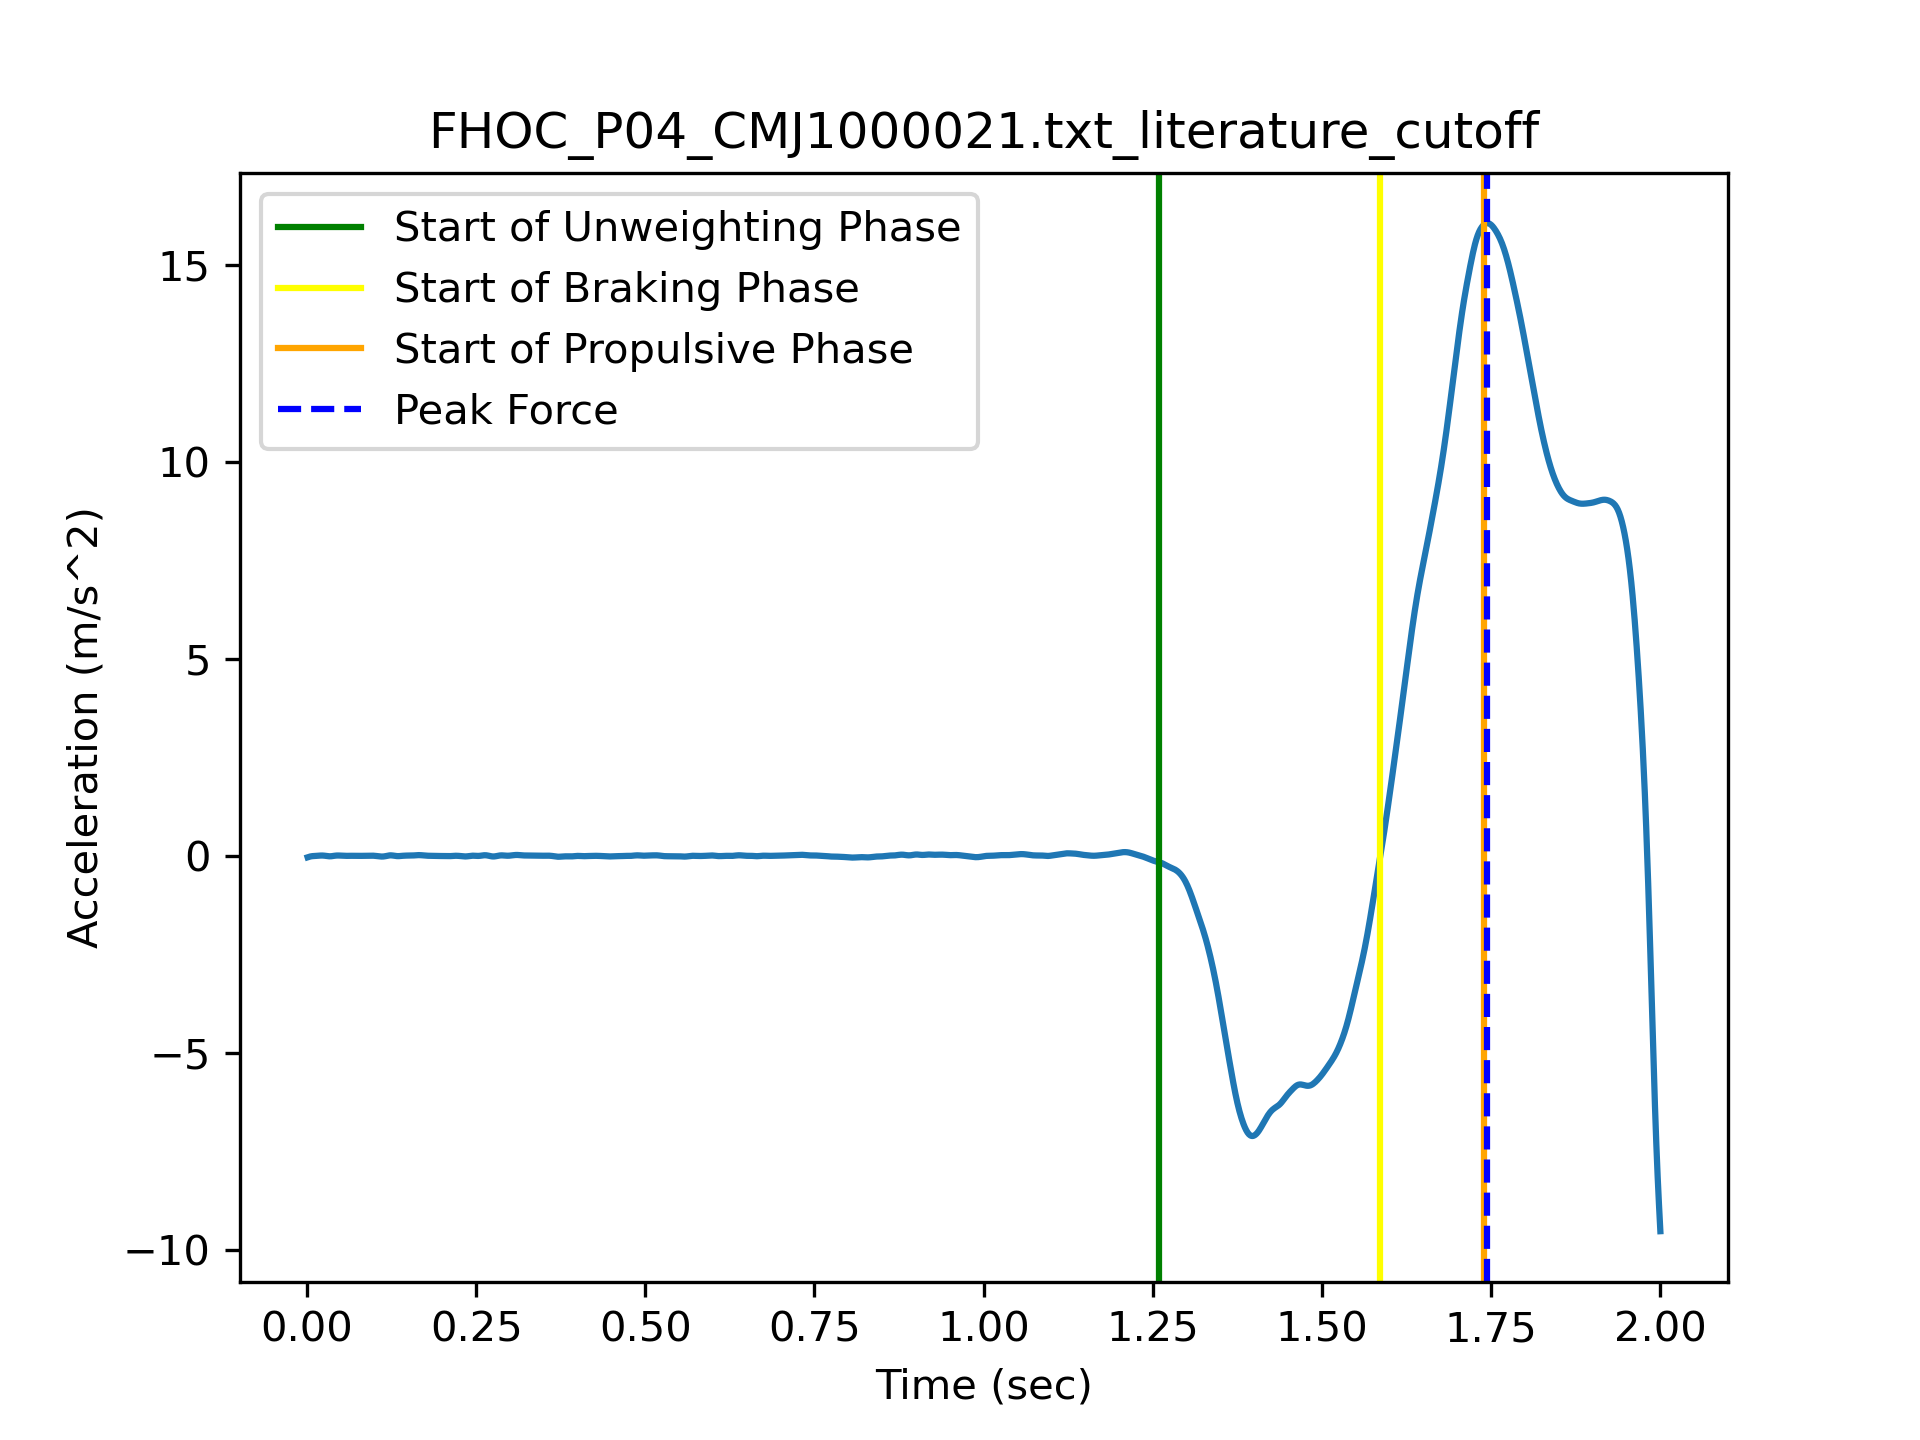 FHOC_P04_CMJ1000021.txt_literature_cutoff
Start of Unweighting Phase
Start of Braking Phase
Start of Propulsive Phase
Peak Force
15
10
5
0
−5
−10
Acceleration (m/s^2)
0.00 0.25 0.50 0.75 1.00 1.25 1.50 1.75 2.00
Time (sec)